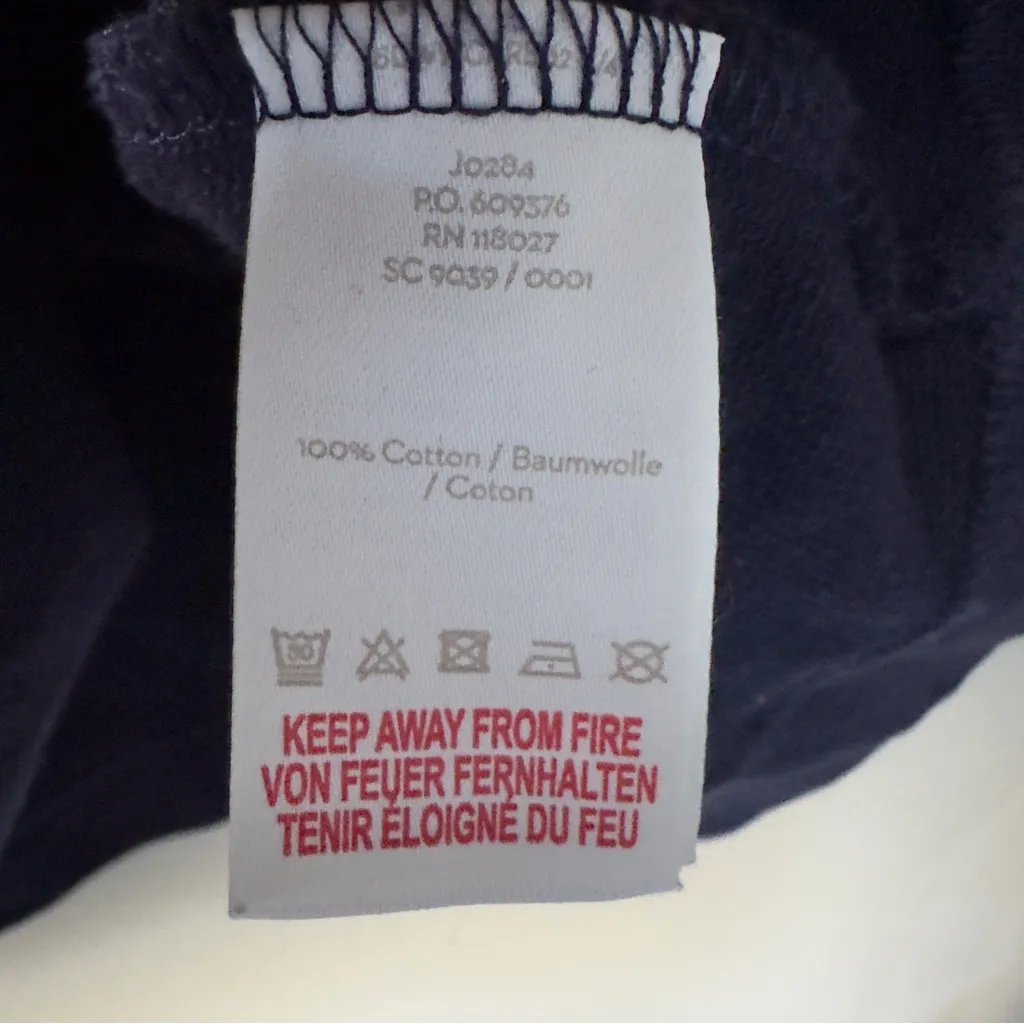 J0284
P.O. 609376
RN 118027
SC 9039 / 0001
100% Cotton / Baumwolle
/ Coton
30
KEEP AWAY FROM FIRE
VON FEUER FERNHALTEN
TENIR ÉLOIGNÉ DU FEU